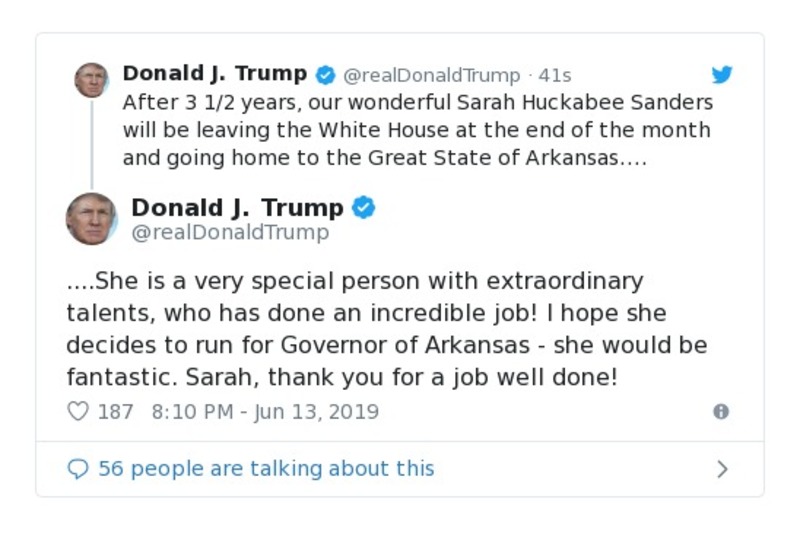 Donald J. Trump @realDonaldTrump · 41s
After 3 1/2 years, our wonderful Sarah Huckabee Sanders
will be leaving the White House at the end of the month
and going home to the Great State of Arkansas....
Donald J. Trump
@realDonaldTrump
....She is a very special person with extraordinary
talents, who has done an incredible job! I hope she
decides to run for Governor of Arkansas - she would be
fantastic. Sarah, thank you for a job well done!
187 8:10 PM - Jun 13, 2019
56 people are talking about this